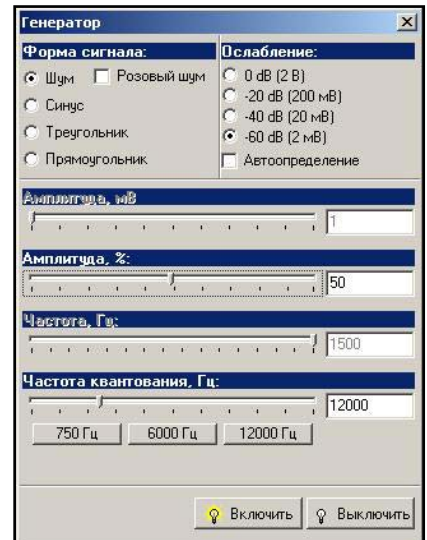 Генератор
Форма сигнала:
Шум
Розовый шум
Синус
Треугольник
Прямоугольник
Ослабление:
0 dB (2 В)
-20 dB (200 мВ)
-40 dB (20 мВ)
-60 dB (2 мВ)
Автоопределение
Амплитуда, мВ
1
Амплитуда, %:
50
Частота, Гц:
1500
Частота квантования, Гц:
12000
750 Гц 6000 Гц 12000 Гц
Включить Выключить